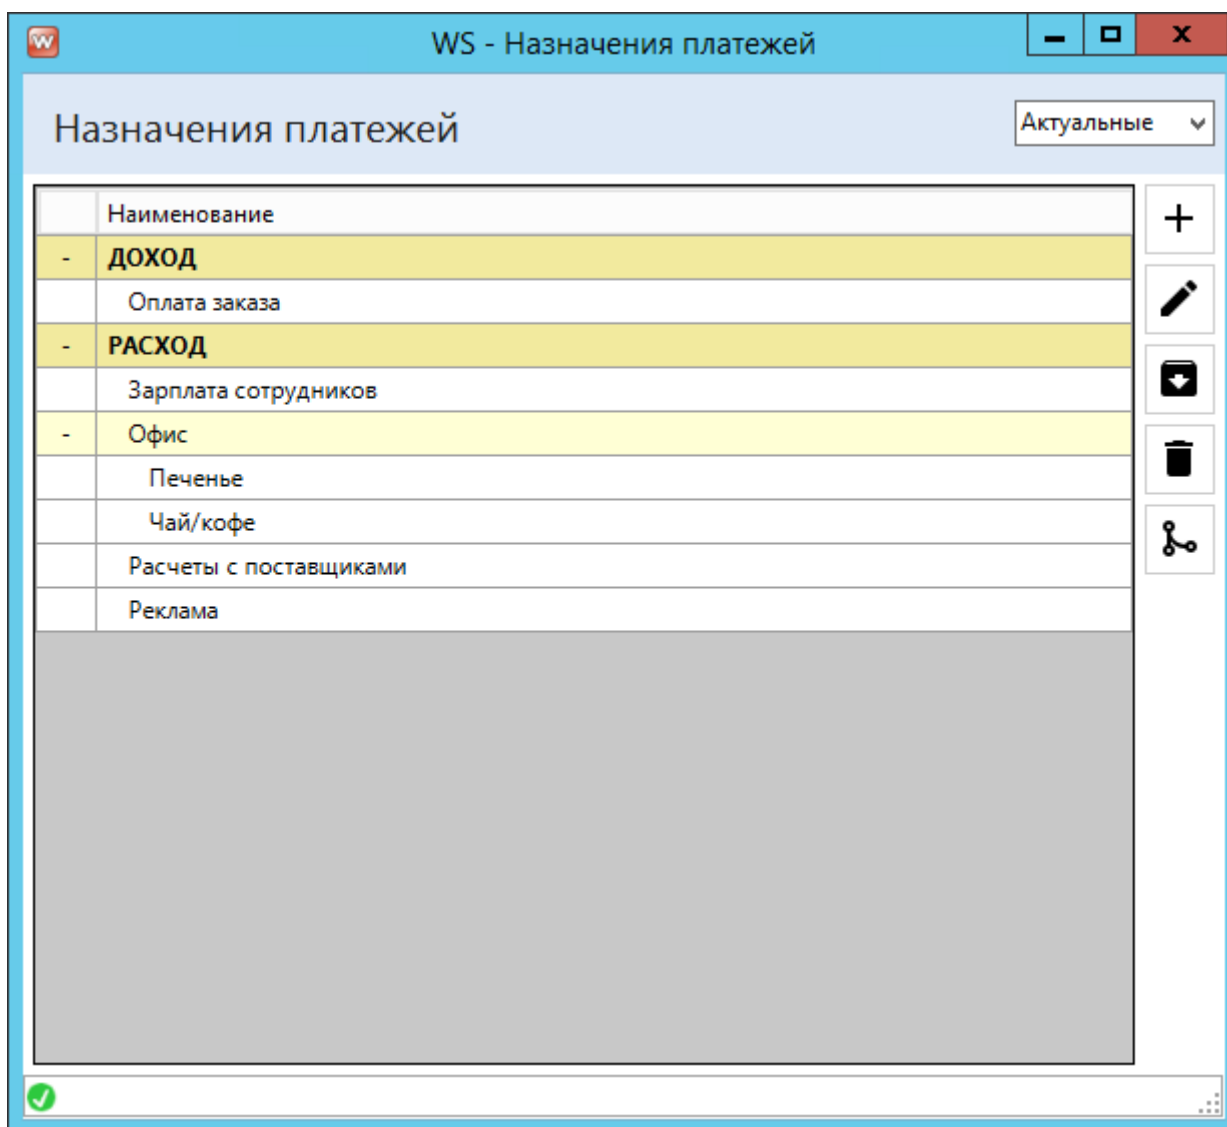 WS - Назначения платежей
Назначения платежей
Актуальные
Наименование
- ДОХОД
Оплата заказа
- РАСХОД
Зарплата сотрудников
- Офис
Печенье
Чай/кофе
Расчеты с поставщиками
Реклама